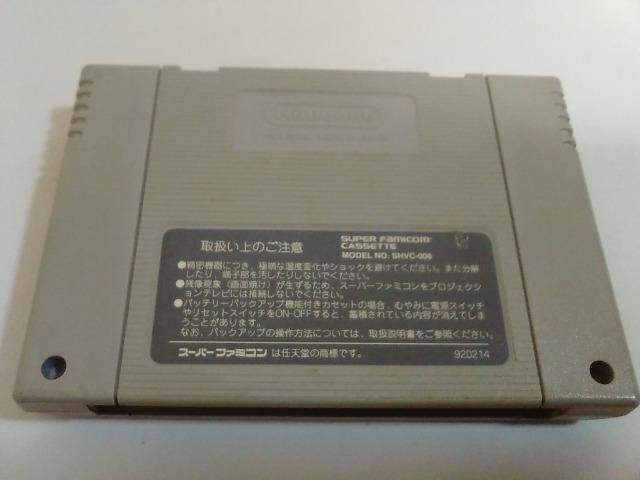 Nintendo
取扱い上のご注意
SUPER FAMICOM
CASSETTE
MODEL NO. SHVC-006
●精密機器につき、極端な温度変化やショックを避けてください。また分解
したり、端子部を汚したりしないでください。
●残像現象（画面焼け）が生ずるため、スーパーファミコンをプロジェクショ
ンテレビには接続しないでください。
●バッテリーバックアップ機能付きカセットの場合、むやみに電源スイッチ
やリセットスイッチをON-OFFすると、蓄積されている内容が消えてしま
うことがあります。
なお、バックアップの操作方法については、取扱説明書をご参照ください。
スーパーファミコン は任天堂の商標です。
920214